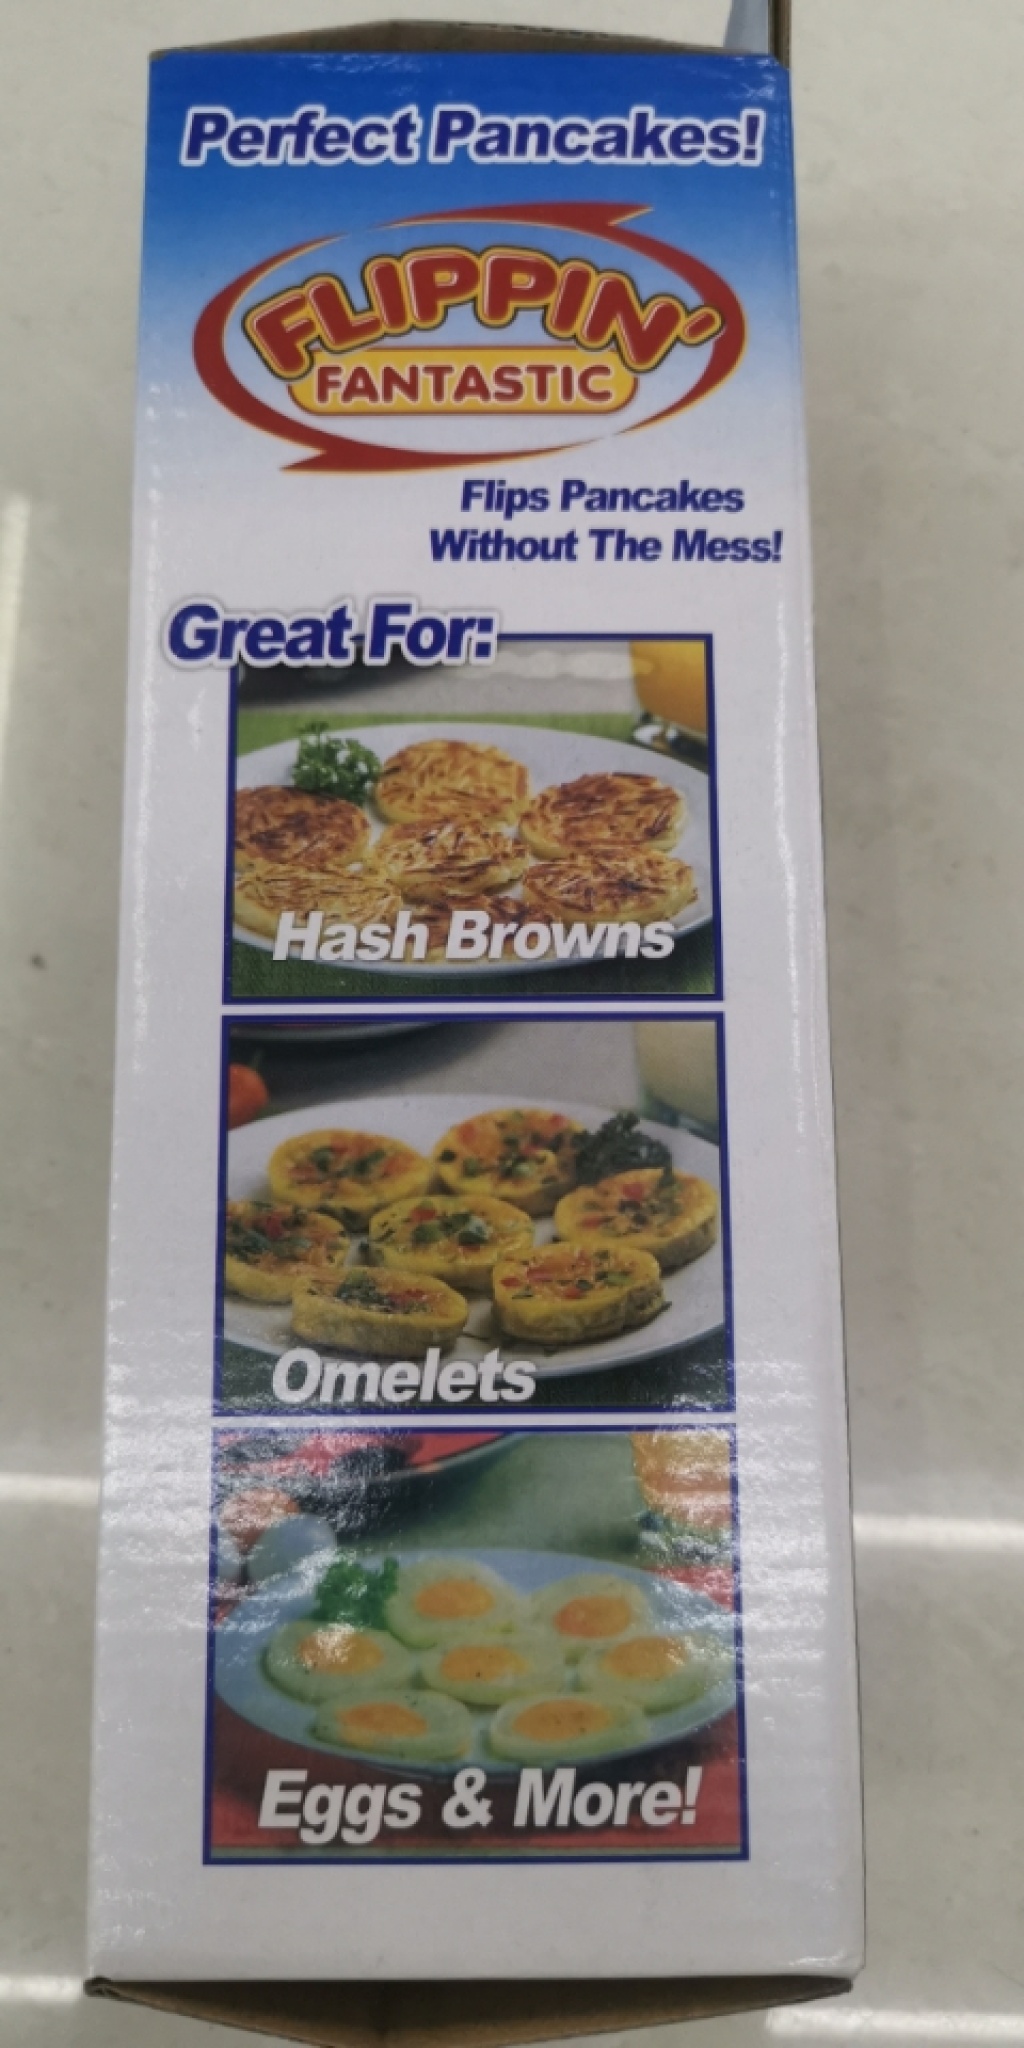 Perfect Pancakes!
FLIPPIN'
FANTASTIC
Flips Pancakes
Without The Mess!
Great For:
Hash Browns
Omelets
Eggs & More!